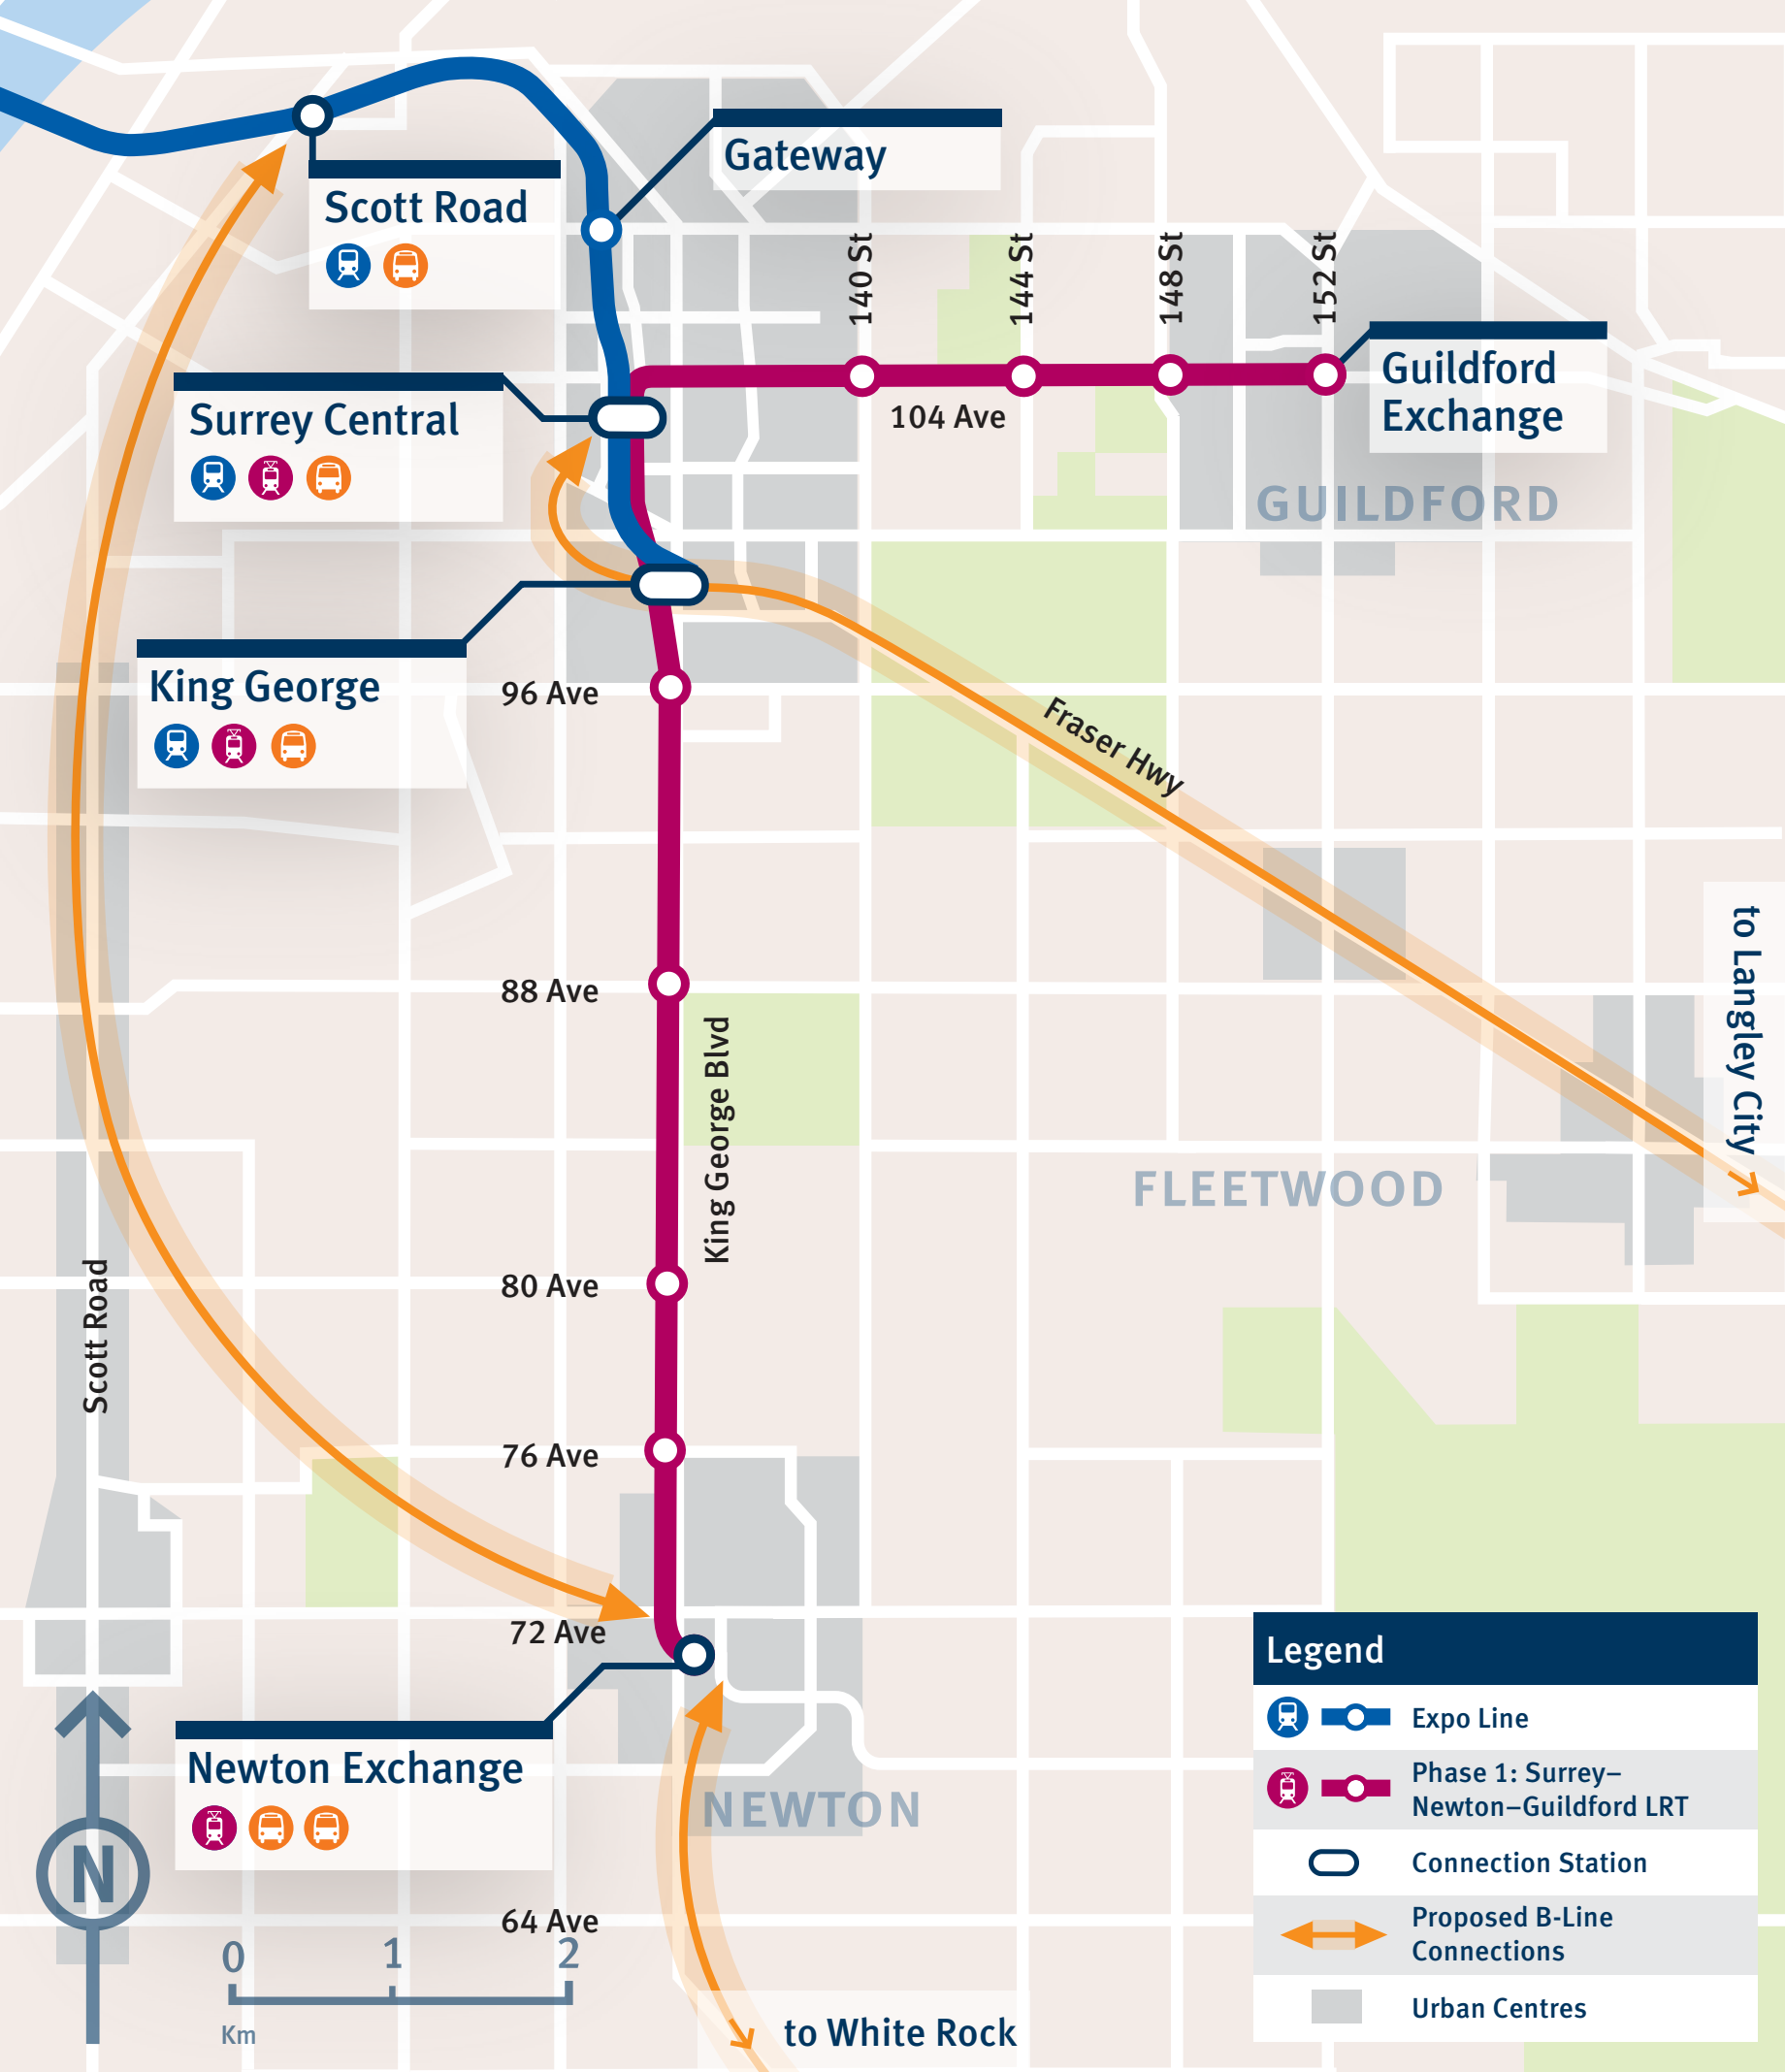 Gateway
Scott Road
140 St
144 St
148 St
152 St
Guildford
Exchange
Surrey Central
104 Ave
GUILDFORD
King George
96 Ave
Fraser Hwy
to Langley City
88 Ave
King George Blvd
FLEETWOOD
80 Ave
Scott Road
76 Ave
72 Ave
Newton Exchange
NEWTON
N
64 Ave
0 1 2
Km
to White Rock
Legend
Expo Line
Phase 1: Surrey–
Newton–Guildford LRT
Connection Station
Proposed B-Line
Connections
Urban Centres